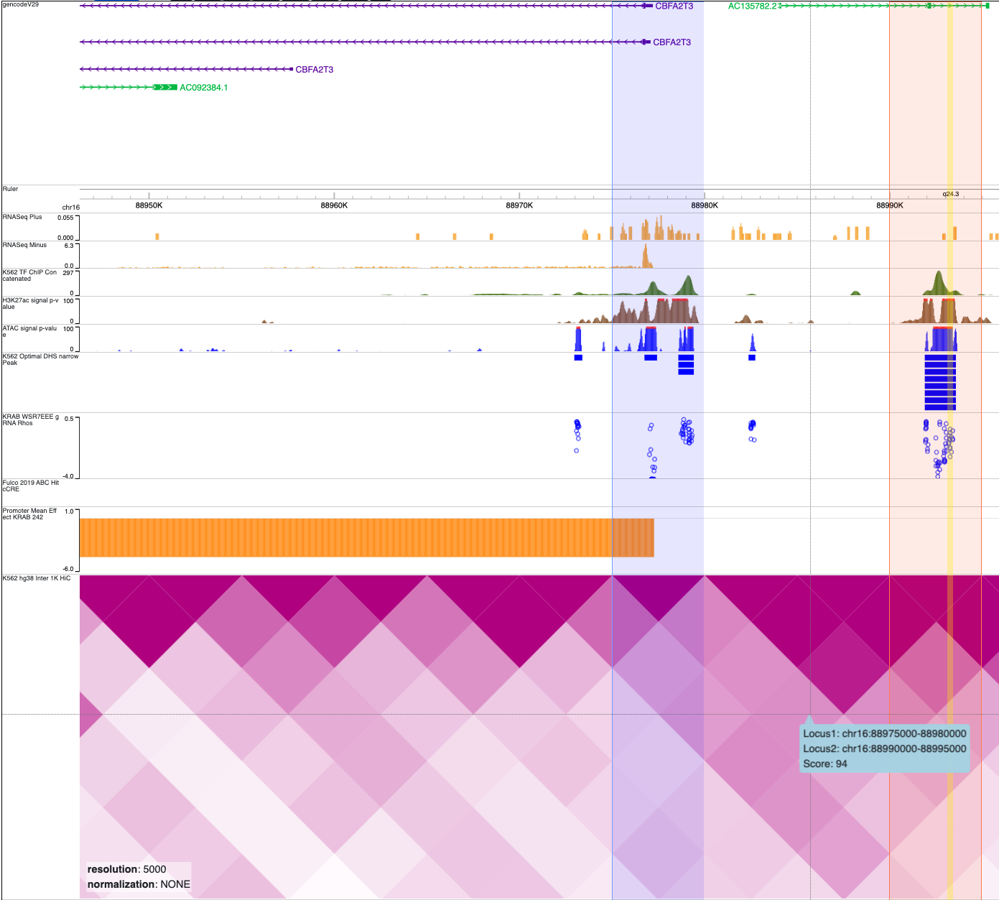 gencodeV29
CBFA2T3
AC135782.2
CBFA2T3
CBFA2T3
AC092384.1
Ruler
q24.3
chr16
88950K
88960K
88970K
88980K
88990K
RNASeq Plus
0.055
0.000
RNASeq Minus
6.3
0.0
K562 TF ChIP Con
catenated
297
0
H3K27ac signal p-v
alue
100
0
ATAC signal p-valu
e
100
0
K562 Optimal DHS narrow
Peak
KRAB WSR7EEE g
RNA Rhos
0.5
-4.0
Fulco 2019 ABC Hit
cCRE
Promoter Mean Eff
ect KRAB 242
1.0
-6.0
K562 hg38 Inter 1K HiC
Locus1: chr16:88975000-88980000
Locus2: chr16:88990000-88995000
Score: 94
resolution: 5000
normalization: NONE